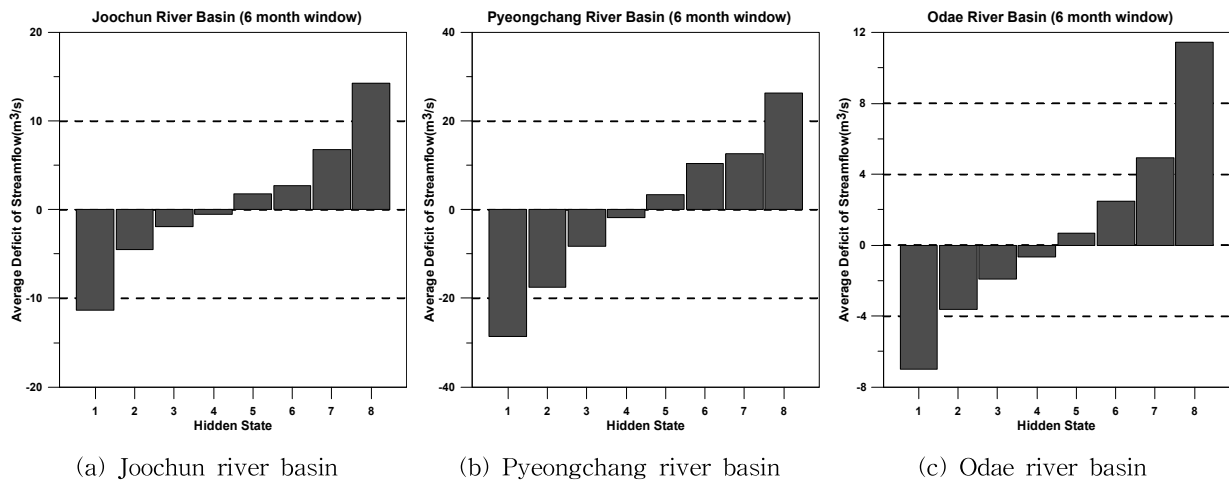 Joochun River Basin (6 month window)
Average Deficit of Streamflow(m³/s)
20
10
0
-10
-20
1 2 3 4 5 6 7 8
Hidden State
(a) Joochun river basin
Pyeongchang River Basin (6 month window)
Average Deficit of Streamflow(m³/s)
40
20
0
-20
-40
1 2 3 4 5 6 7 8
Hidden State
(b) Pyeongchang river basin
Odae River Basin (6 month window)
Average Deficit of Streamflow(m³/s)
12
8
4
0
-4
-8
1 2 3 4 5 6 7 8
Hidden State
(c) Odae river basin